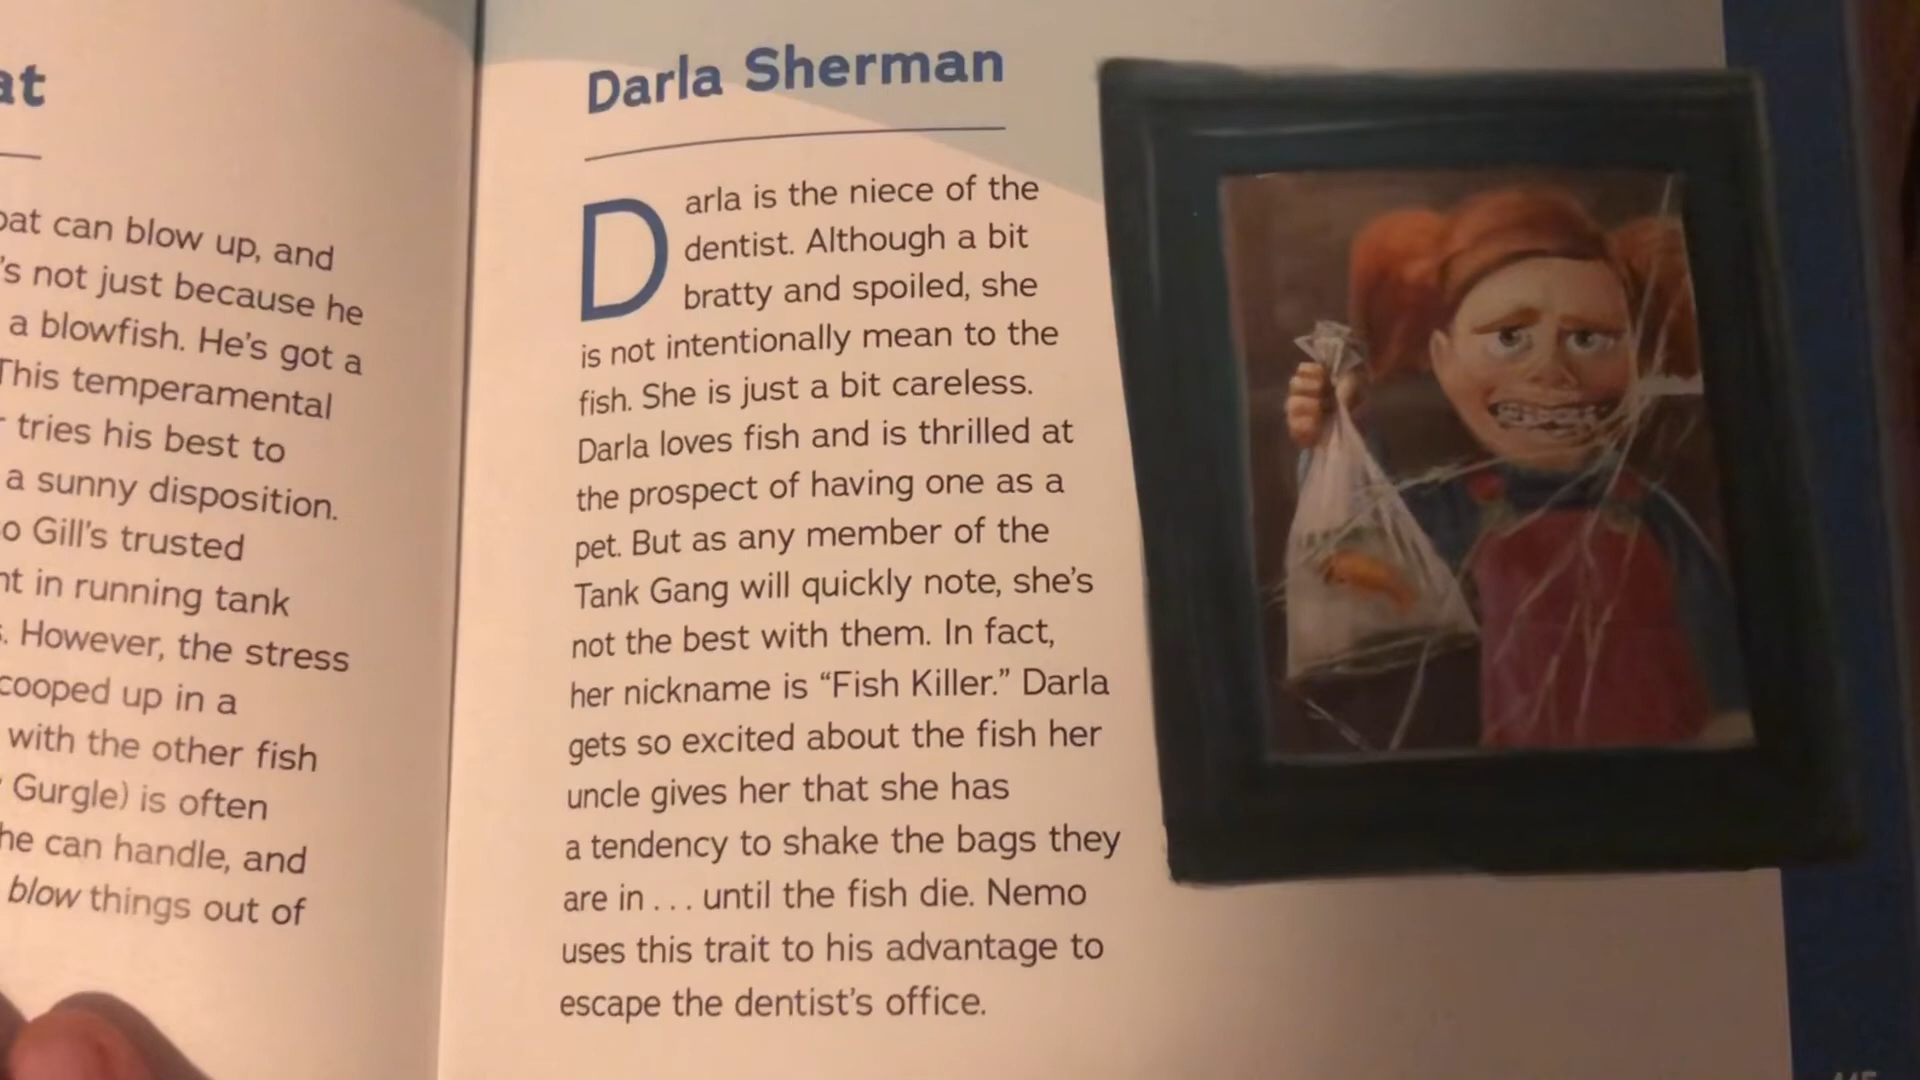 at
oat can blow up, and
's not just because he
a blowfish. He's got a
This temperamental
tries his best to
a sunny disposition.
o Gill's trusted
nt in running tank
. However, the stress
cooped up in a
with the other fish
Gurgle) is often
he can handle, and
blow things out of
Darla Sherman
Darla is the niece of the
dentist. Although a bit
bratty and spoiled, she
is not intentionally mean to the
fish. She is just a bit careless.
Darla loves fish and is thrilled at
the prospect of having one as a
pet. But as any member of the
Tank Gang will quickly note, she's
not the best with them. In fact,
her nickname is “Fish Killer.” Darla
gets so excited about the fish her
uncle gives her that she has
a tendency to shake the bags they
are in . . . until the fish die. Nemo
uses this trait to his advantage to
escape the dentist's office.